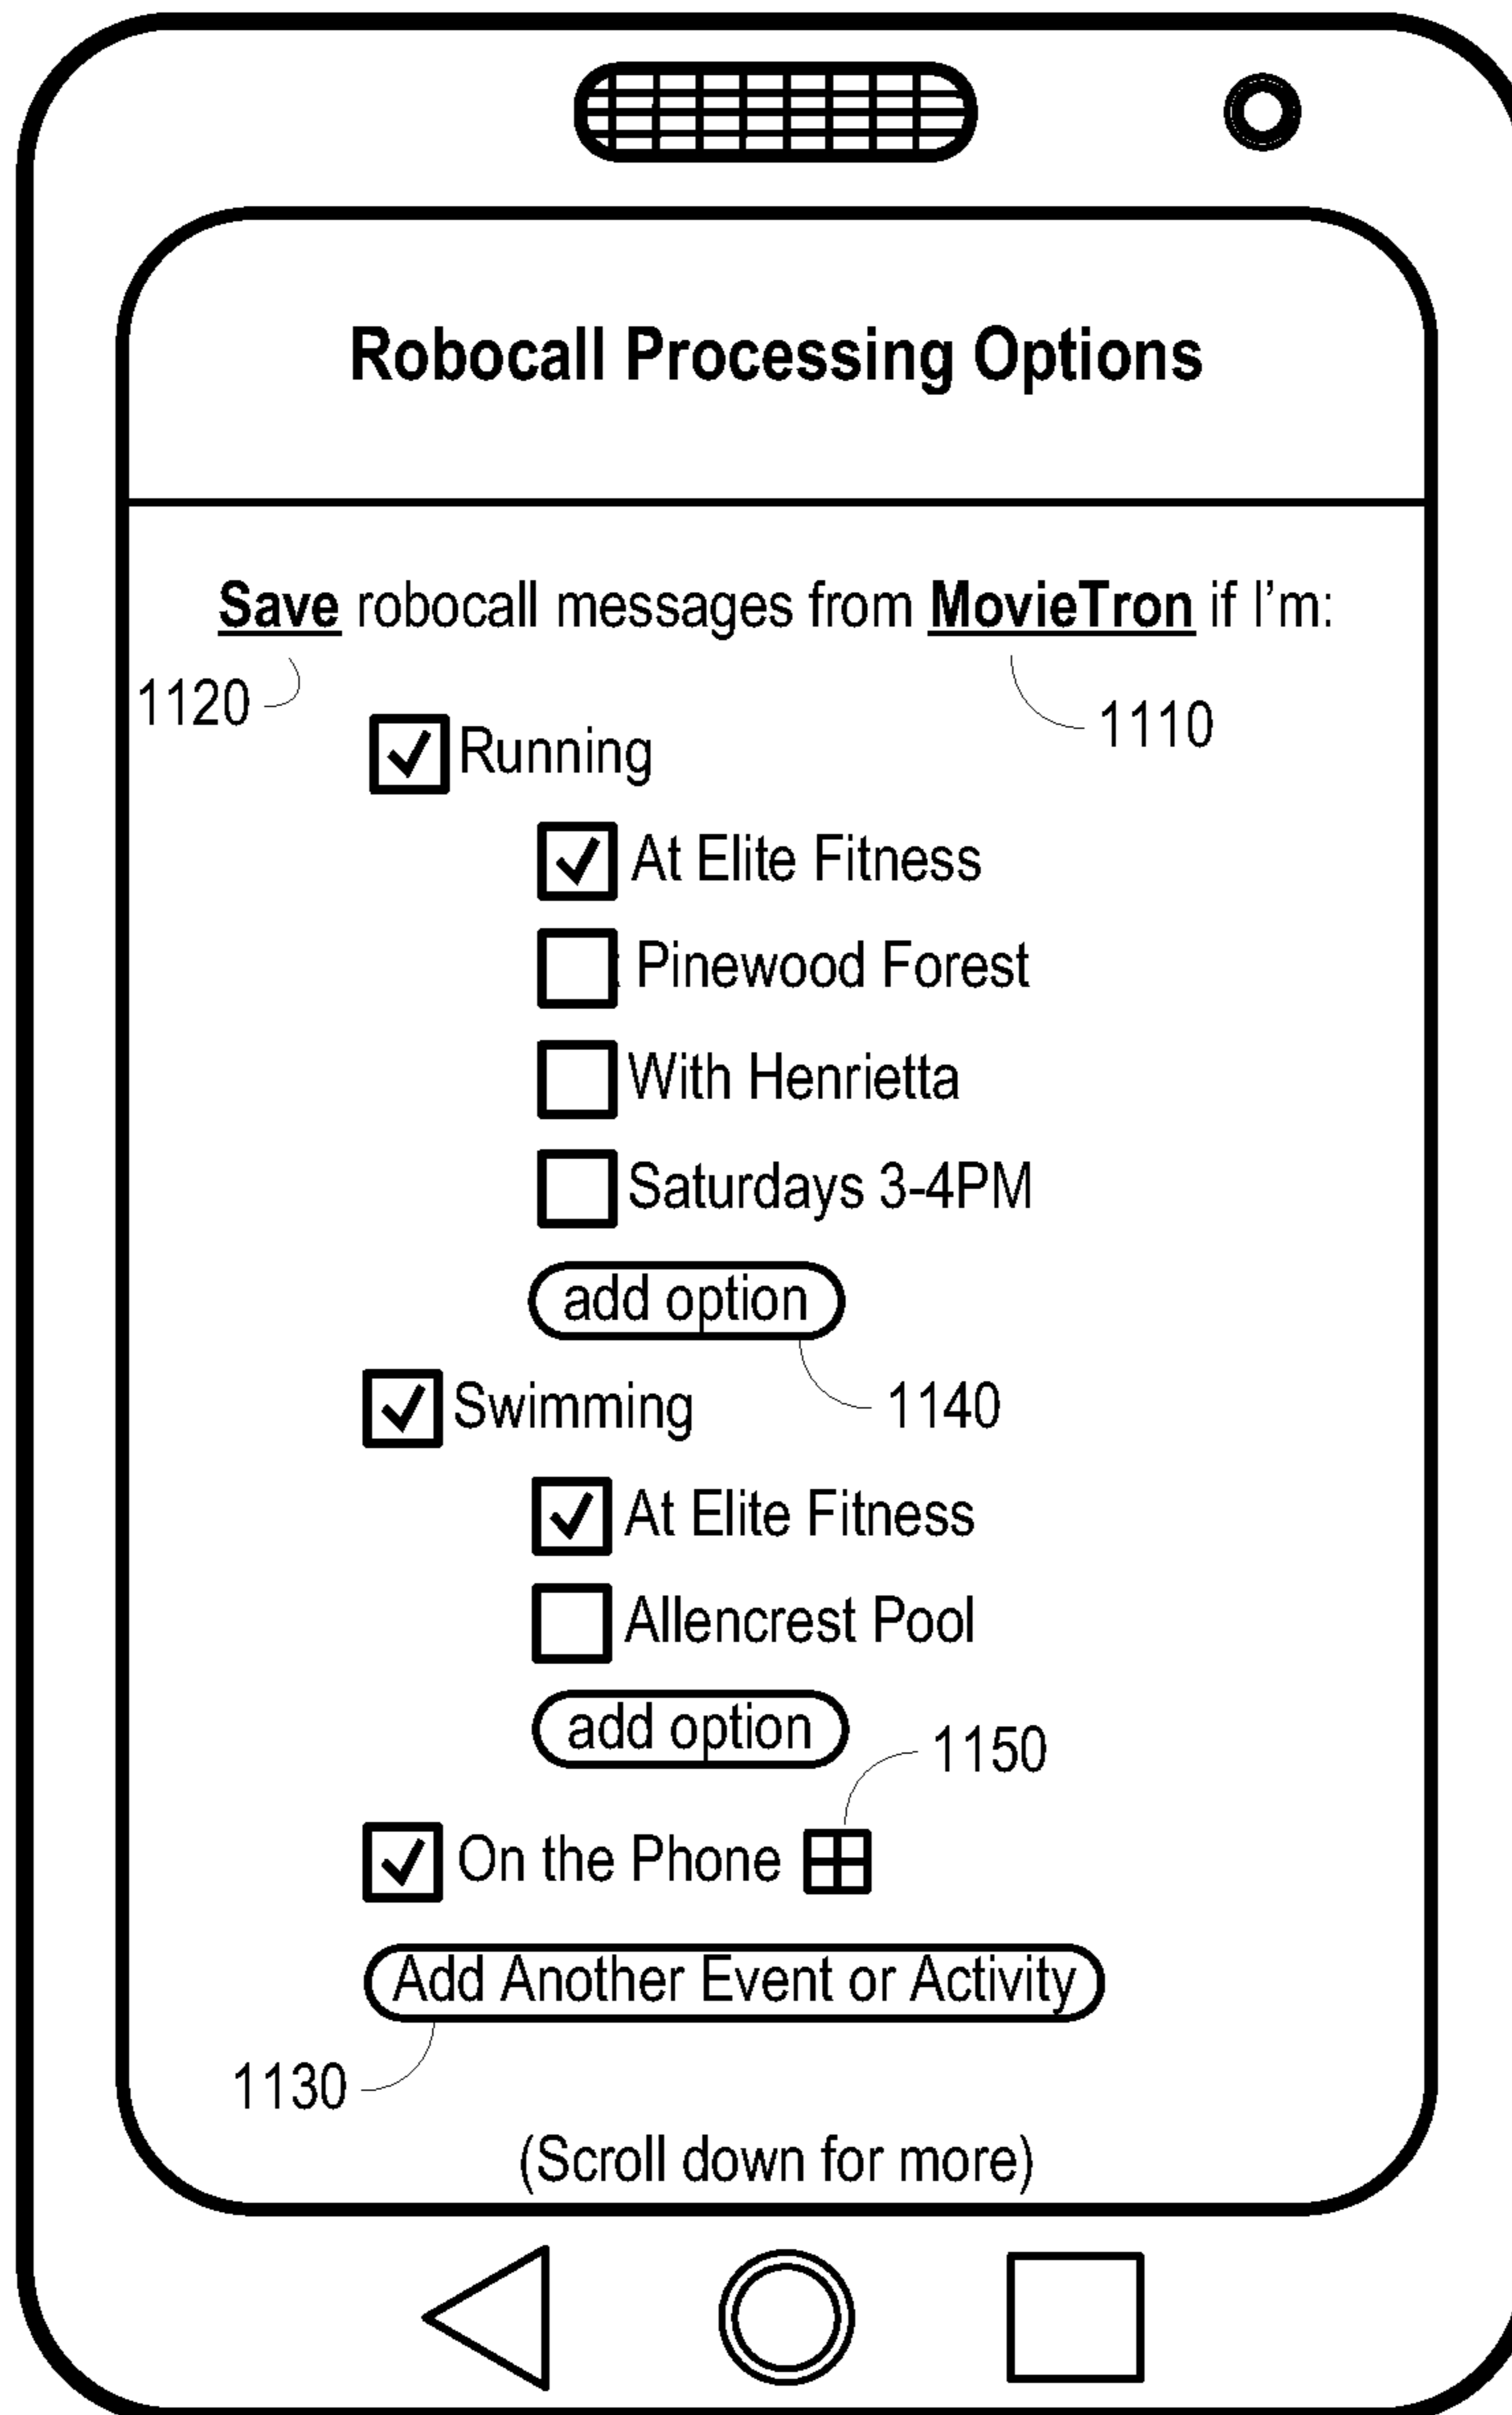 Robocall Processing Options
Save robocall messages from MovieTron if I'm:
1120
1110
Running
At Elite Fitness
Pinewood Forest
With Henrietta
Saturdays 3-4PM
add option
1140
Swimming
At Elite Fitness
Allencrest Pool
add option
1150
On the Phone
Add Another Event or Activity
1130
(Scroll down for more)